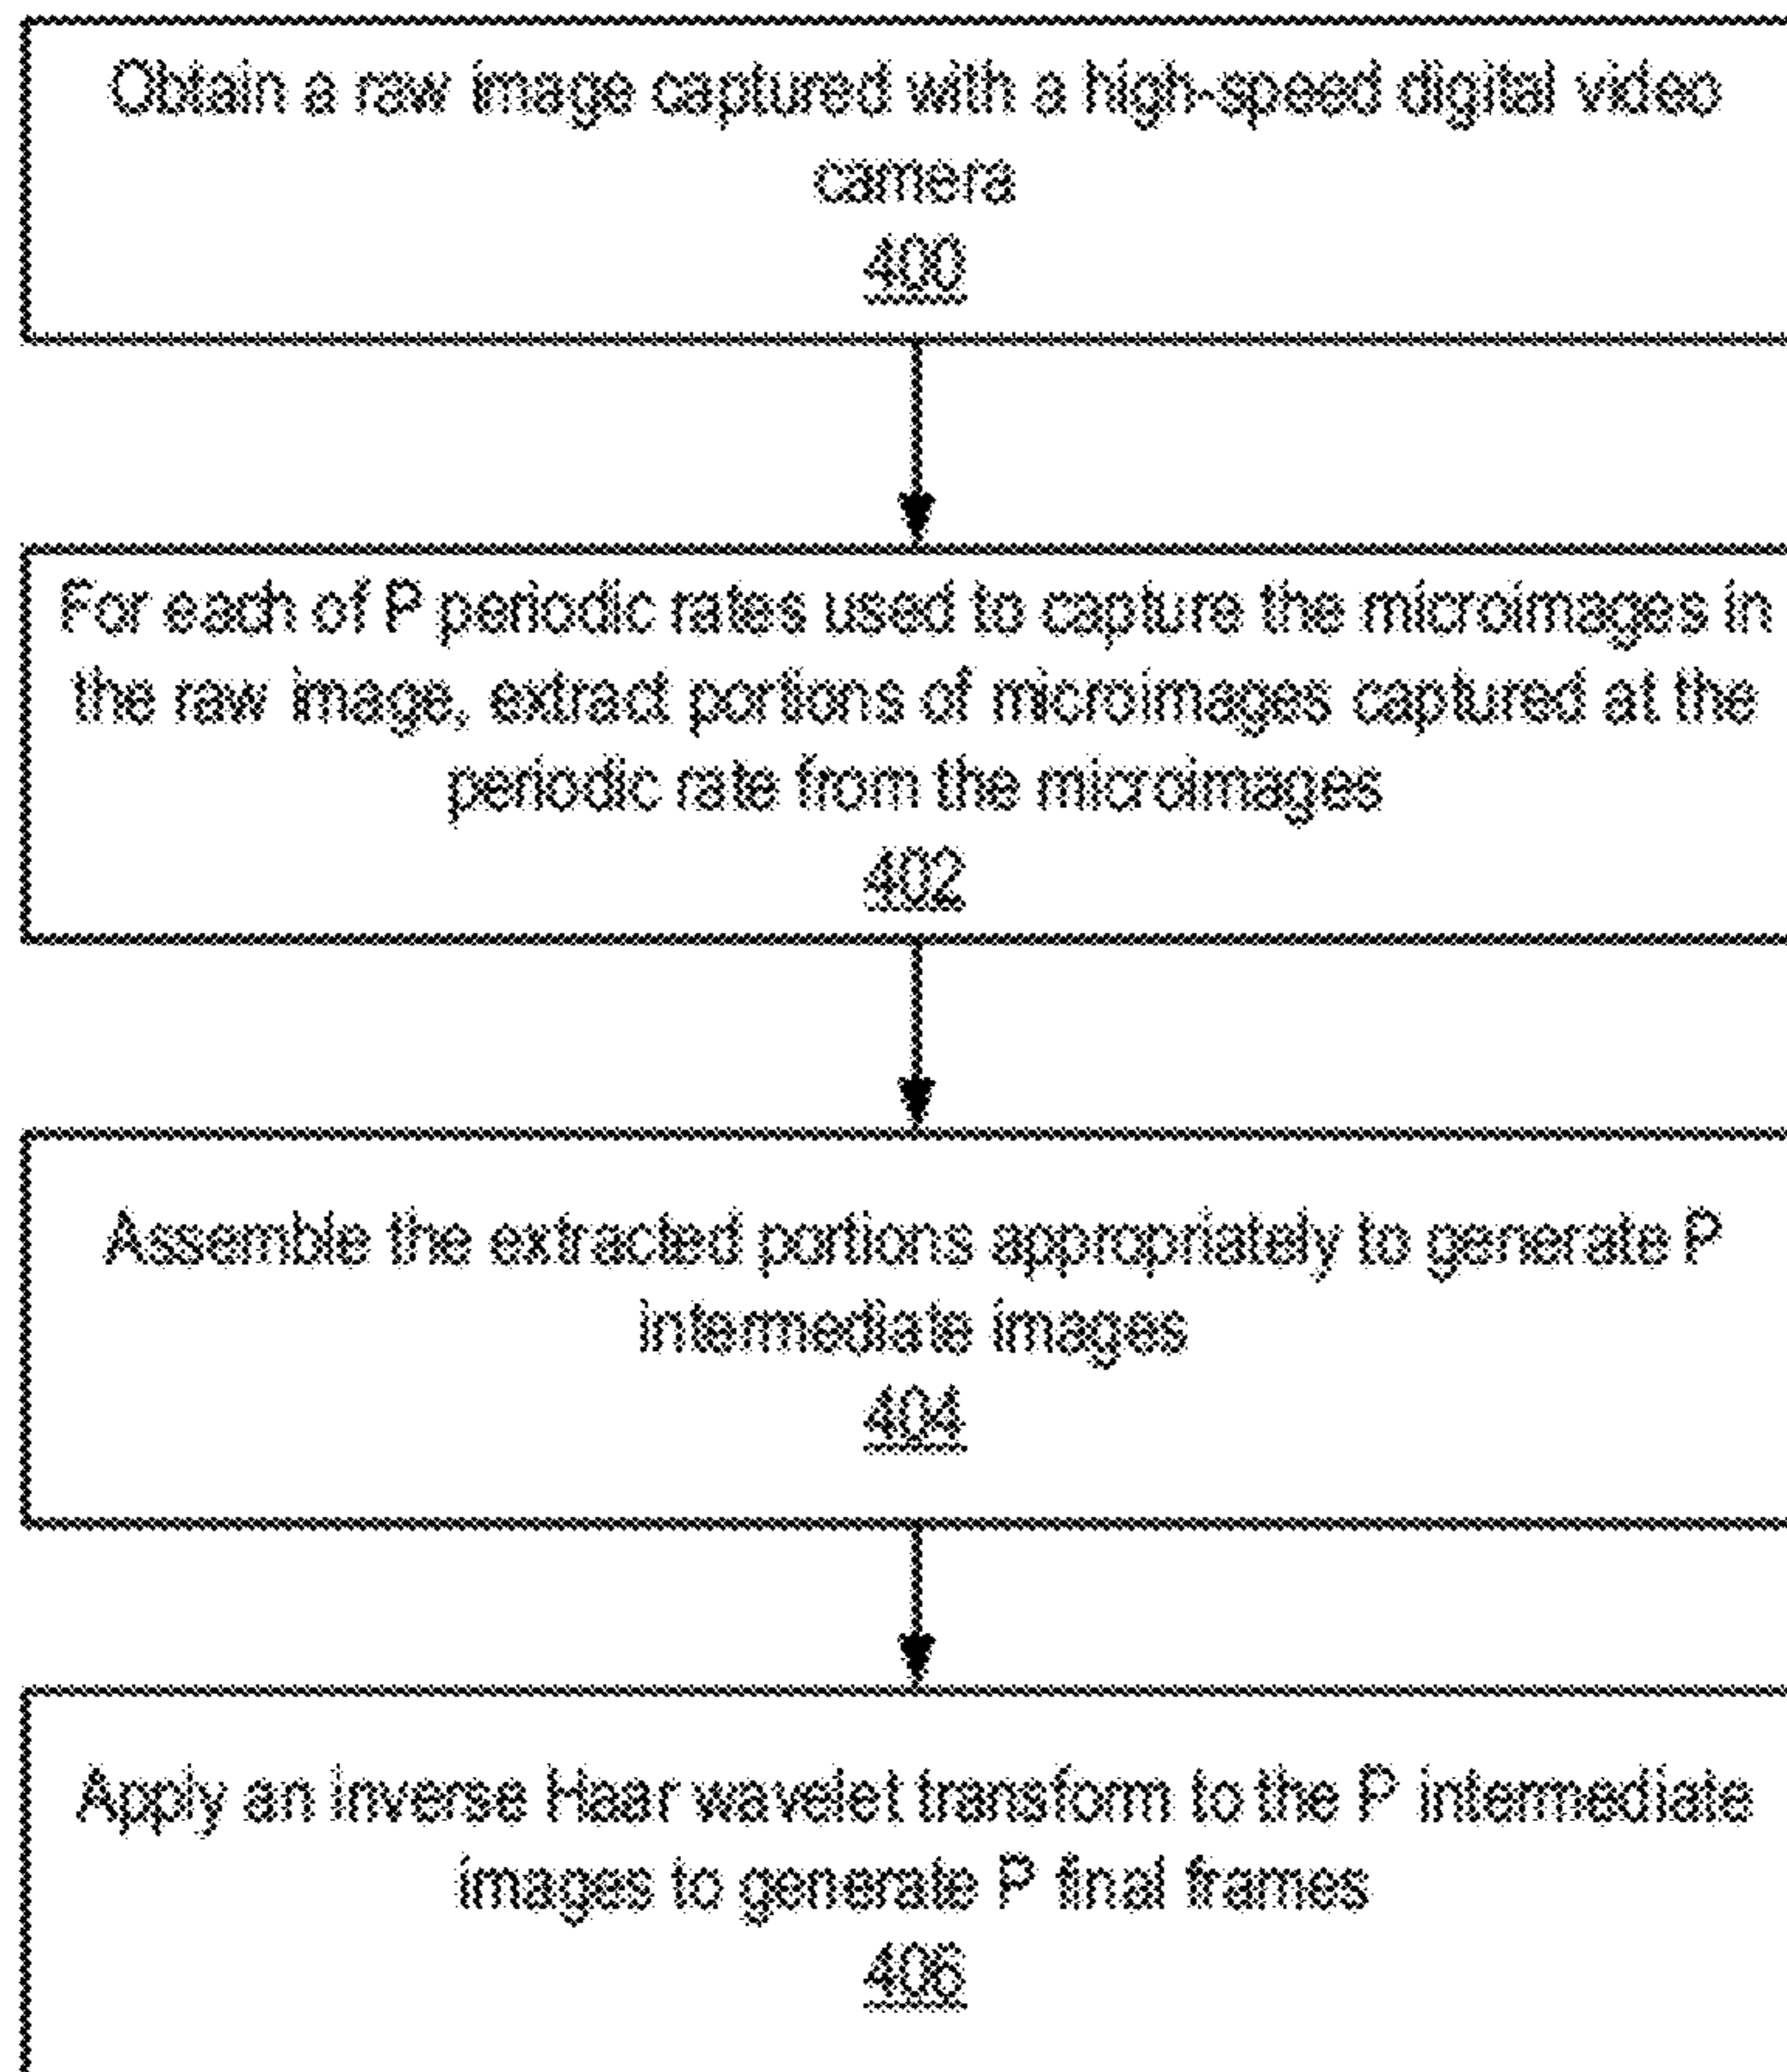 Obtain a raw image captured with a high-speed digital video
camera
400
For each of P periodic rates used to capture the microimages in
the raw image, extract portions of microimages captured at the
periodic rate from the microimages
402
Assemble the extracted portions appropriately to generate P
intermediate images
404
Apply an inverse Haar wavelet transform to the P intermediate
images to generate P final frames
406